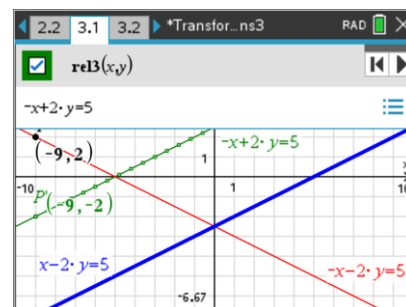 2.2 3.1 3.2 *Transfor...ns3 RAD
rel3(x,y)
-x+2·y=5
(-9,2)
1
-x+2·y=5
x
-10
1
10
P'(-9,-2)
x-2·y=5
-x-2·y=5
-6.67